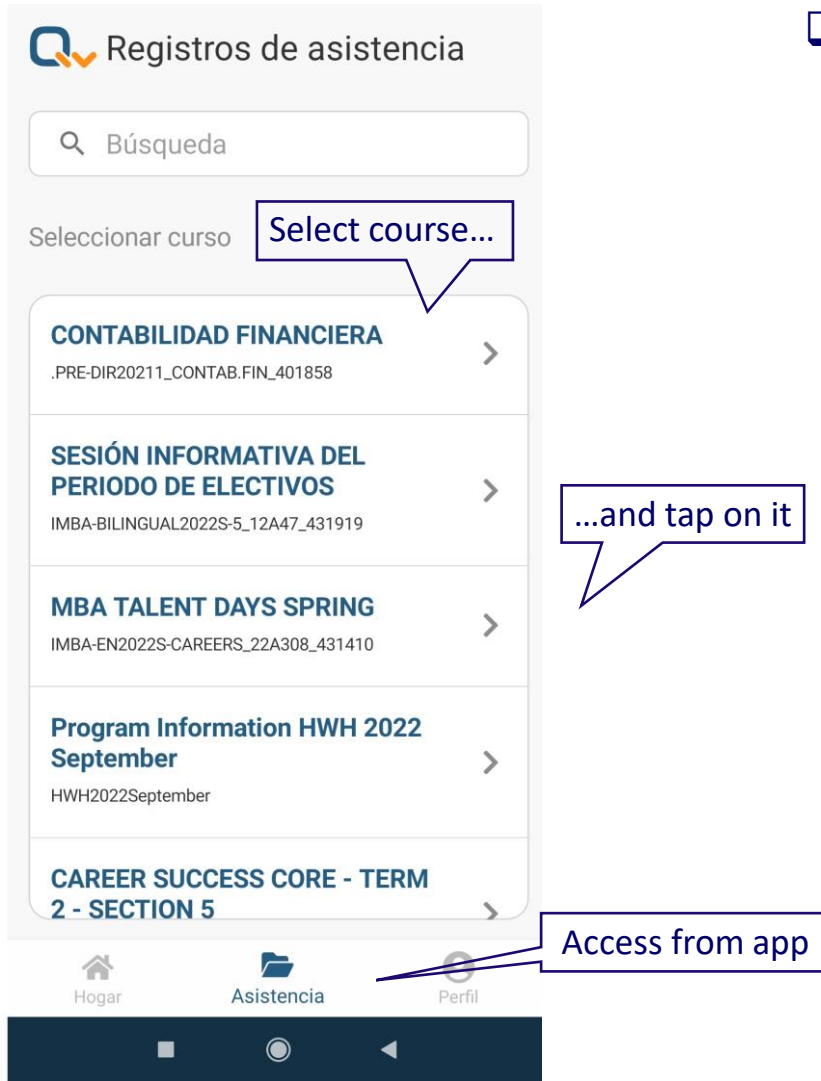 Registros de asistencia
Búsqueda
Seleccionar curso
Select course...
CONTABILIDAD FINANCIERA
.PRE-DIR20211_CONTAB.FIN_401858
SESIÓN INFORMATIVA DEL
PERIODO DE ELECTIVOS
IMBA-BILINGUAL2022S-5_12A47_431919
...and tap on it
MBA TALENT DAYS SPRING
IMBA-EN2022S-CAREERS_22A308_431410
Program Information HWH 2022
September
HWH2022September
CAREER SUCCESS CORE - TERM
2 - SECTION 5
Access from app
Hogar
Asistencia
Perfil